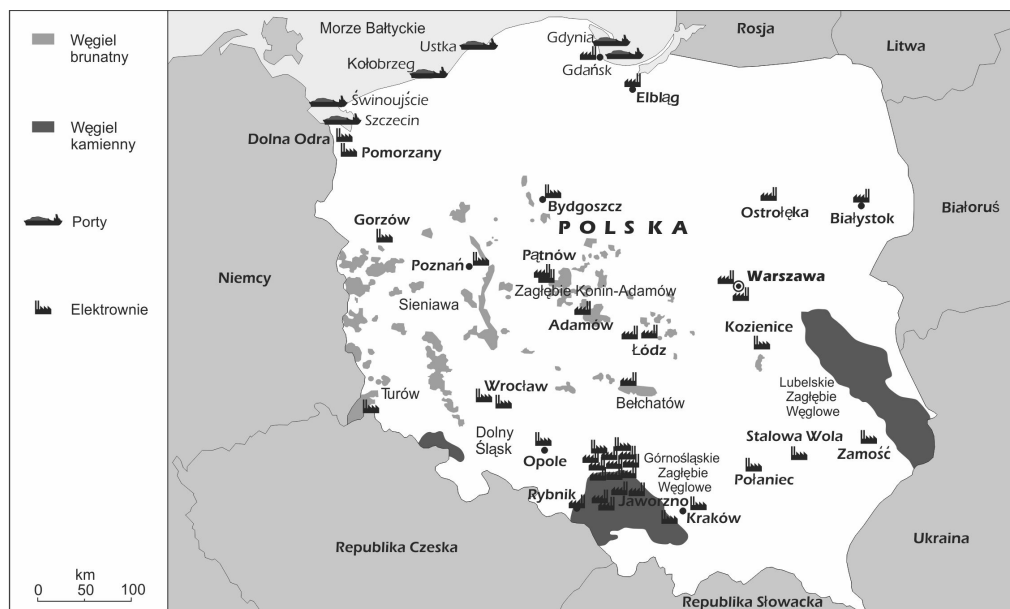 Węgiel
brunatny
Węgiel
kamienny
Porty
Elektrownie
km
0 50 100
Morze Bałtyckie
Rosja
Litwa
Białoruś
Ukraina
Niemcy
Republika Czeska
Republika Słowacka
POLSKA
Ustka
Kołobrzeg
Świnoujście
Szczecin
Dolna Odra
Pomorzany
Gdynia
Gdańsk
Elbląg
Bydgoszcz
Ostrołęka
Białystok
Gorzów
Poznań
Pątnów
Sieniawa
Zagłębie Konin-Adamów
Adamów
Warszawa
Łódz
Kozienice
Turów
Wrocław
Bełchatów
Lubelskie
Zagłębie
Węglowe
Dolny
Śląsk
Opole
Górnośląskie
Zagłębie
Węglowe
Stalowa Wola
Zamość
Połaniec
Rybnik
Jaworzno
Kraków